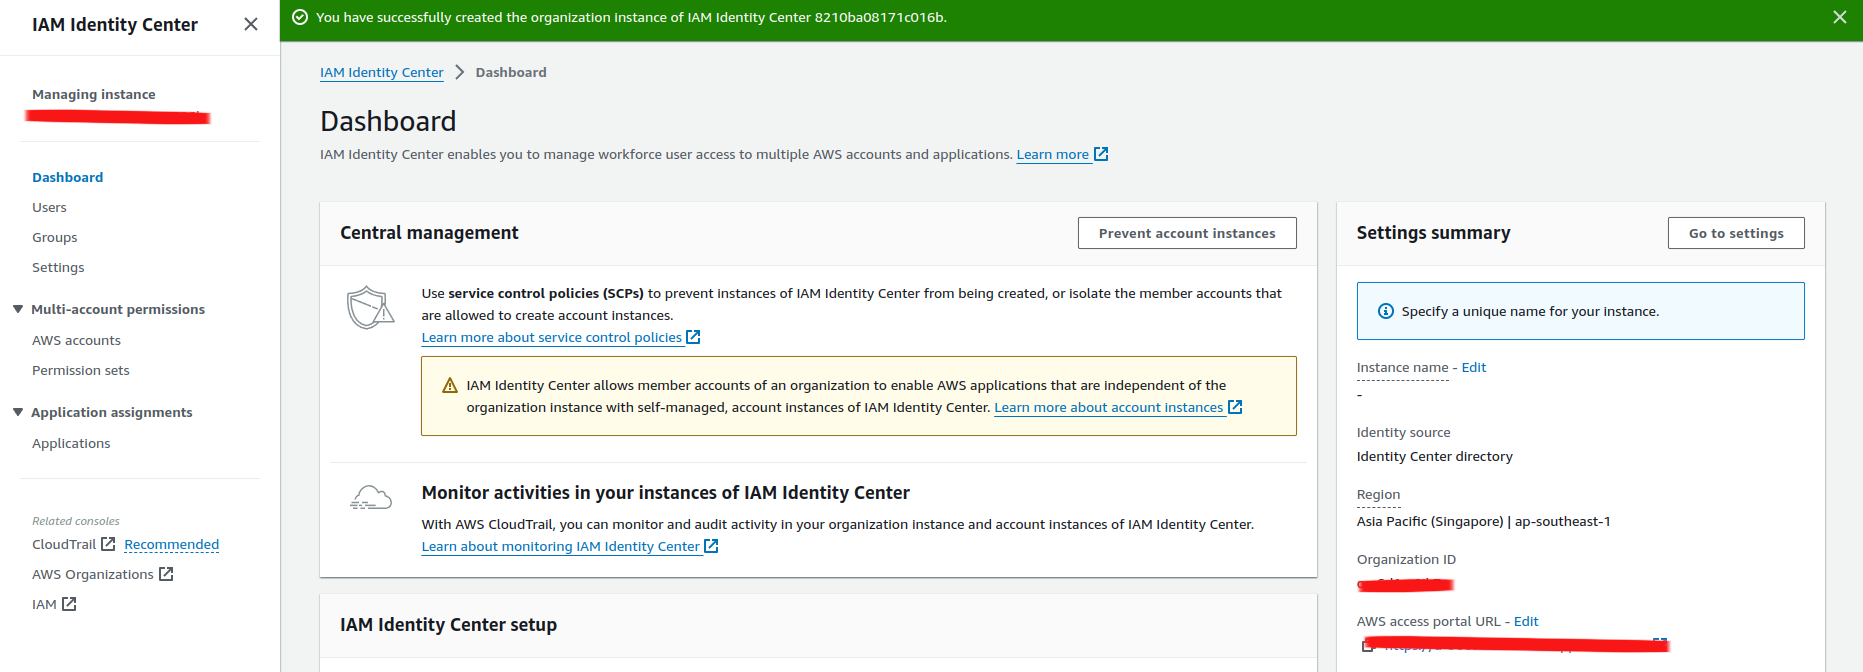 IAM Identity Center
Managing instance
Dashboard
Users
Groups
Settings
Multi-account permissions
AWS accounts
Permission sets
Application assignments
Applications
Related consoles
CloudTrail Recommended
AWS Organizations
IAM
You have successfully created the organization instance of IAM Identity Center 8210ba08171c016b.
IAM Identity Center > Dashboard
Dashboard
IAM Identity Center enables you to manage workforce user access to multiple AWS accounts and applications. Learn more
Central management
Prevent account instances
Use service control policies (SCPs) to prevent instances of IAM Identity Center from being created, or isolate the member accounts that
are allowed to create account instances.
Learn more about service control policies
IAM Identity Center allows member accounts of an organization to enable AWS applications that are independent of the
organization instance with self-managed, account instances of IAM Identity Center. Learn more about account instances
Monitor activities in your instances of IAM Identity Center
With AWS CloudTrail, you can monitor and audit activity in your organization instance and account instances of IAM Identity Center.
Learn about monitoring IAM Identity Center
IAM Identity Center setup
Settings summary
Go to settings
Specify a unique name for your instance.
Instance name - Edit
-
Identity source
Identity Center directory
Region
Asia Pacific (Singapore) | ap-southeast-1
Organization ID
AWS access portal URL - Edit